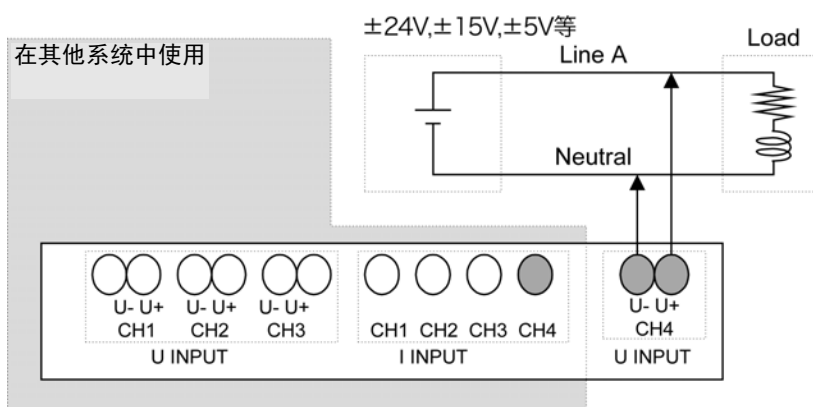 ±24V,±15V,±5V等
在其他系统中使用
Line A
Load
Neutral
U- U+ U- U+ U- U+
CH1 CH2 CH3
U INPUT
CH1 CH2 CH3 CH4
I INPUT
U- U+
CH4
U INPUT